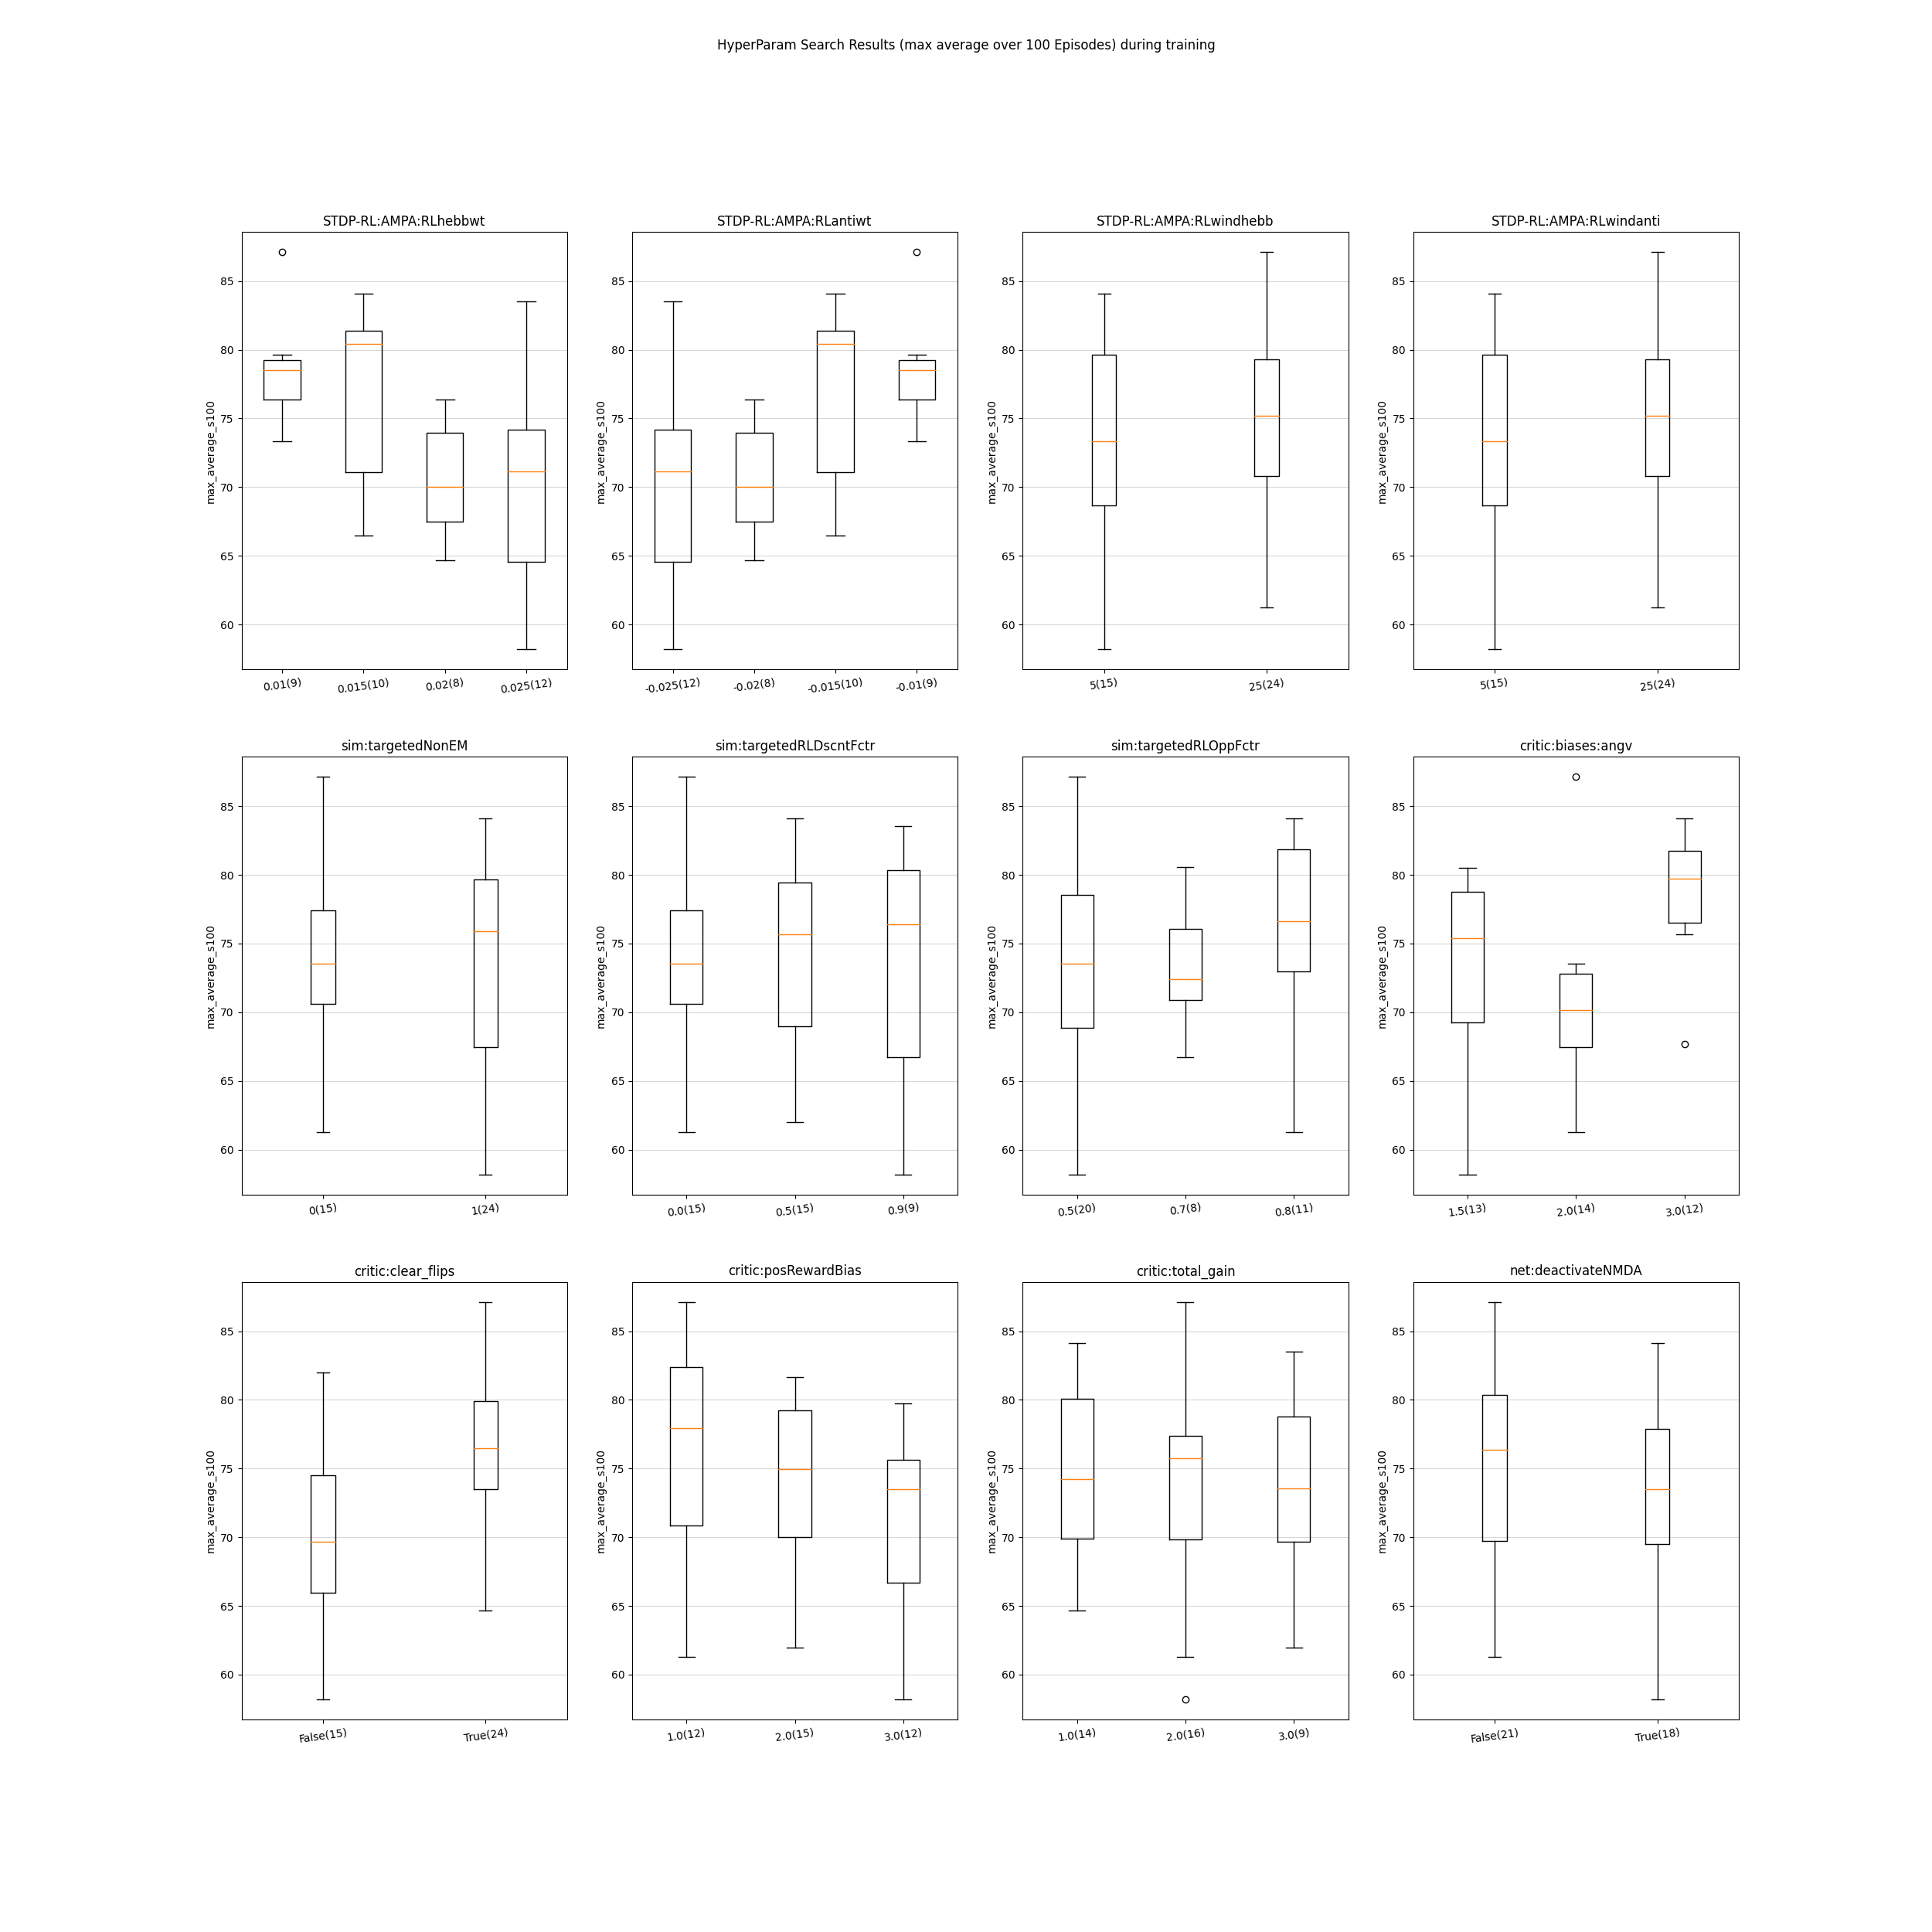 HyperParam Search Results (max average over 100 Episodes) during training
STDP-RL:AMPA:RLhebbwt
max_average_s100
85
80
75
70
65
60
0.01(9) 0.015(10) 0.02(8) 0.025(12)
STDP-RL:AMPA:RLantiwt
max_average_s100
85
80
75
70
65
60
-0.025(12) -0.02(8) -0.015(10) -0.01(9)
STDP-RL:AMPA:RLwindhebb
max_average_s100
85
80
75
70
65
60
5(15) 25(24)
STDP-RL:AMPA:RLwindanti
max_average_s100
85
80
75
70
65
60
5(15) 25(24)
sim:targetedNonEM
max_average_s100
85
80
75
70
65
60
0(15) 1(24)
sim:targetedRLDscntFctr
max_average_s100
85
80
75
70
65
60
0.0(15) 0.5(15) 0.9(9)
sim:targetedRLOppFctr
max_average_s100
85
80
75
70
65
60
0.5(20) 0.7(8) 0.8(11)
critic:biases:angv
max_average_s100
85
80
75
70
65
60
1.5(13) 2.0(14) 3.0(12)
critic:clear_flips
max_average_s100
85
80
75
70
65
60
False(15) True(24)
critic:posRewardBias
max_average_s100
85
80
75
70
65
60
1.0(12) 2.0(15) 3.0(12)
critic:total_gain
max_average_s100
85
80
75
70
65
60
1.0(14) 2.0(16) 3.0(9)
net:deactivateNMDA
max_average_s100
85
80
75
70
65
60
False(21) True(18)